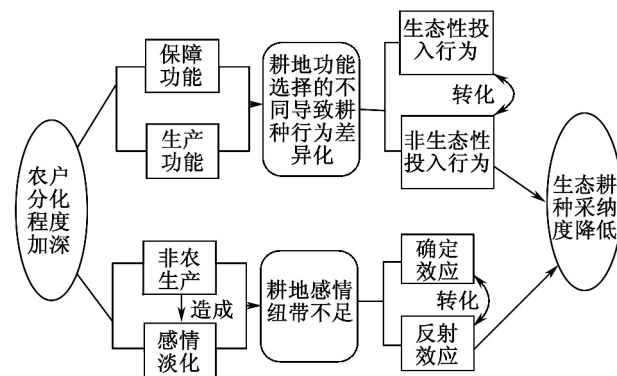 农户
分化
程度
加深
保障
功能
生产
功能
耕地功能
选择的不
同导致耕
种行为差
异化
生态性投
入行为
转化
非生态性
投入行为
非农
生产
造成
感情
淡化
耕地感情
纽带不足
确定
效应
转化
反射
效应
生态耕
种采纳
度降低